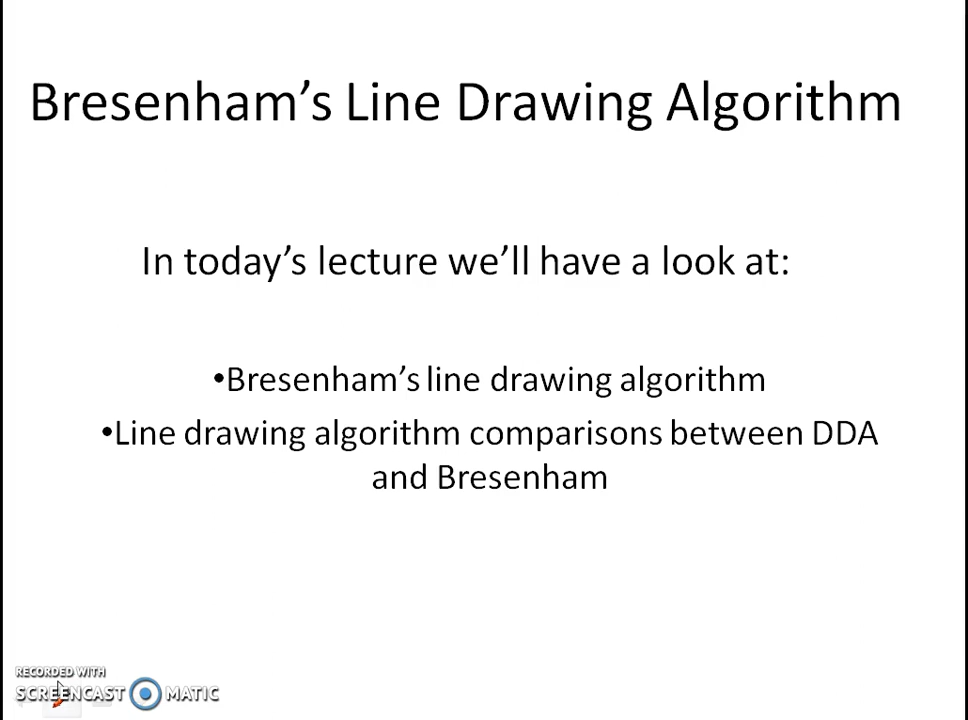 Bresenham’s Line Drawing Algorithm
In today’s lecture we’ll have a look at:
•Bresenham’s line drawing algorithm
•Line drawing algorithm comparisons between DDA
and Bresenham
RECORDED WITH
SCREENCAST MATIC